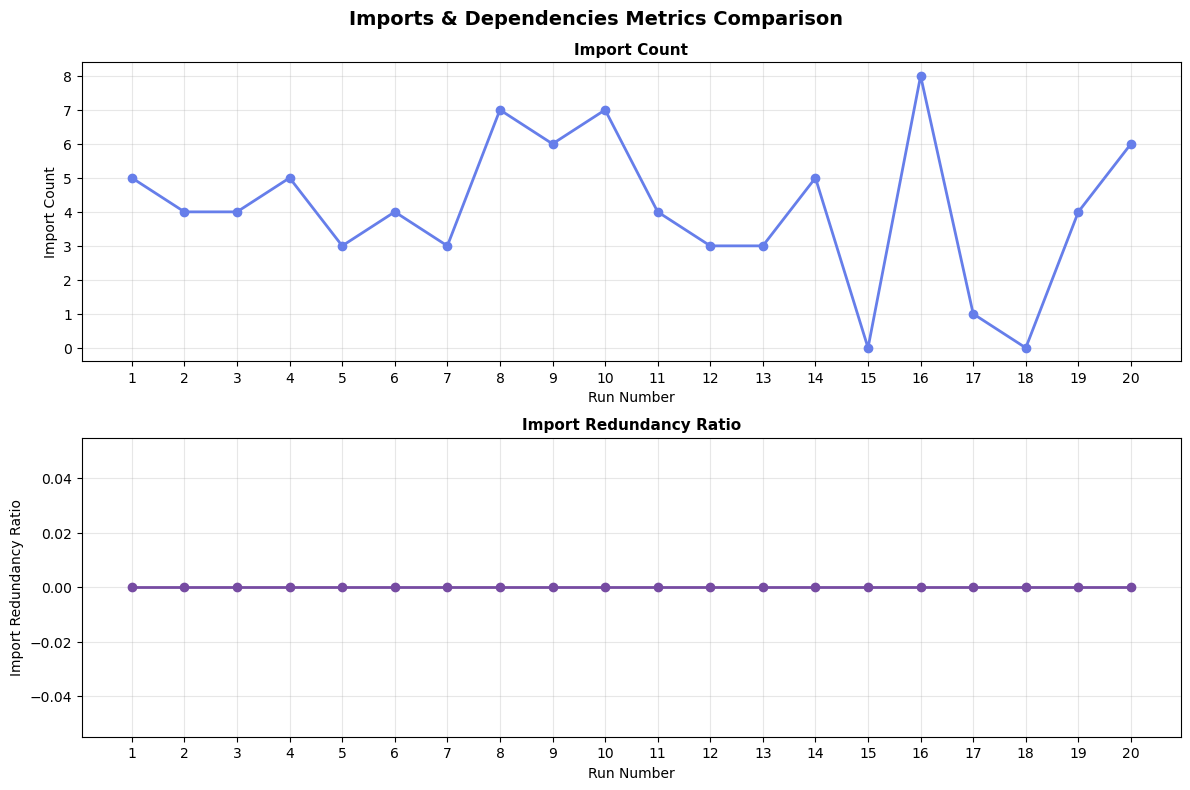 Imports & Dependencies Metrics Comparison
Import Count
Import Count
8
7
6
5
4
3
2
1
0
1 2 3 4 5 6 7 8 9 10 11 12 13 14 15 16 17 18 19 20
Run Number
Import Redundancy Ratio
Import Redundancy Ratio
0.04
0.02
0.00
−0.02
−0.04
1 2 3 4 5 6 7 8 9 10 11 12 13 14 15 16 17 18 19 20
Run Number